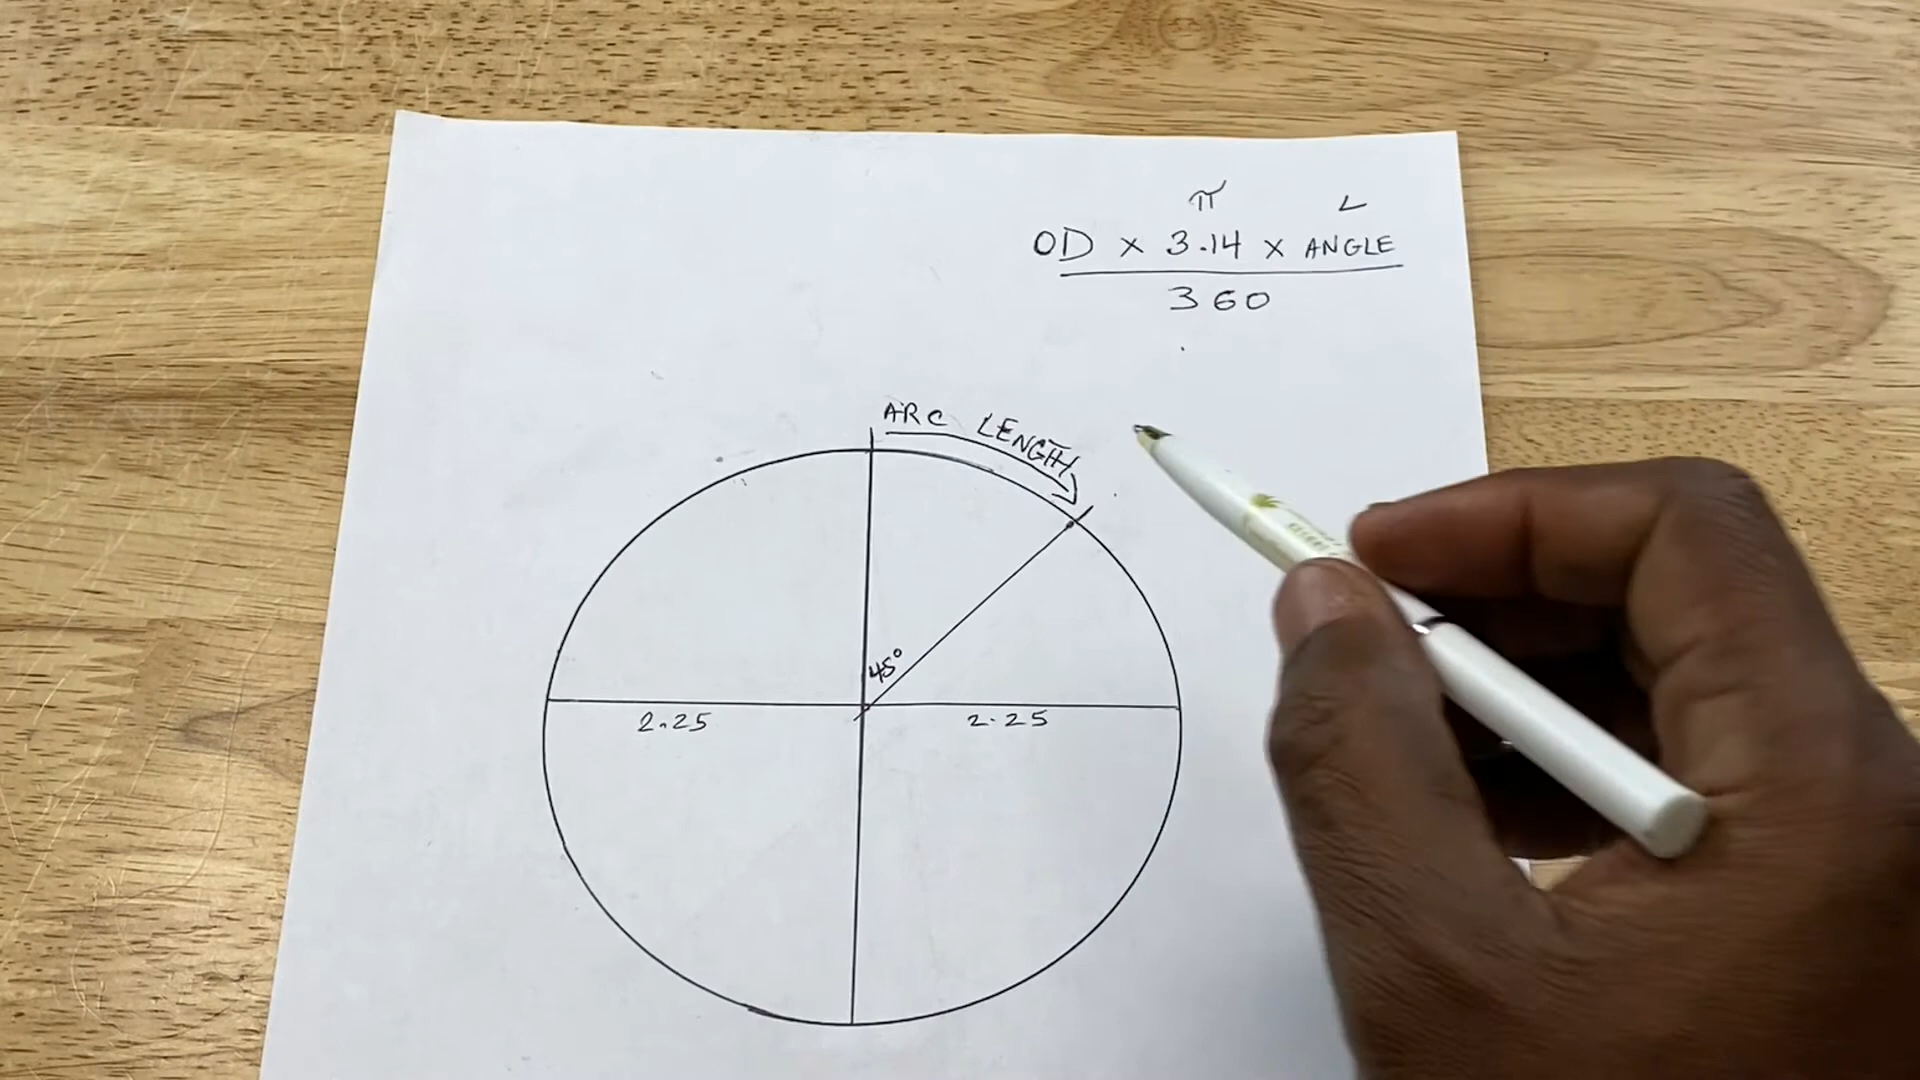 π L
OD x 3.14 x ANGLE
360
ARC LENGTH
45°
2.25 2.25